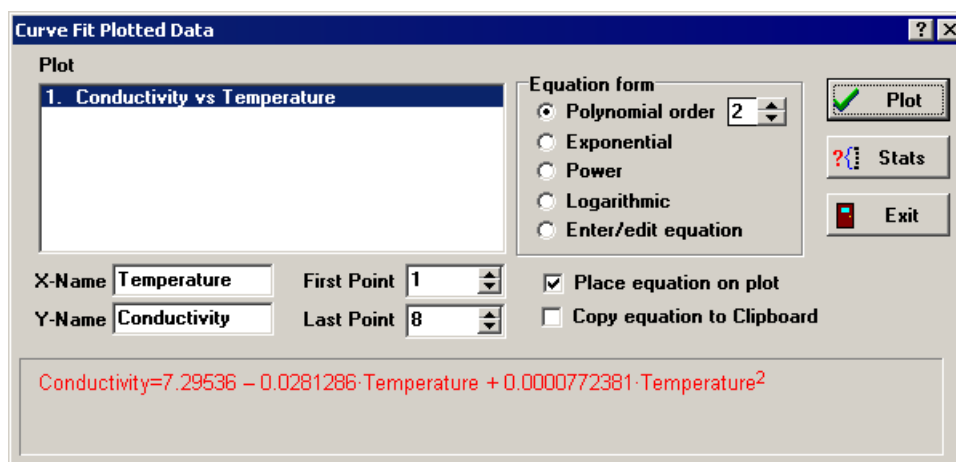 Curve Fit Plotted Data
Plot
1. Conductivity vs Temperature
Equation form
Polynomial order 2
Exponential
Power
Logarithmic
Enter/edit equation
Plot
?{ Stats
Exit
X-Name Temperature
First Point 1
Y-Name Conductivity
Last Point 8
Place equation on plot
Copy equation to Clipboard
Conductivity=7.29536 – 0.0281286·Temperature + 0.0000772381·Temperature²